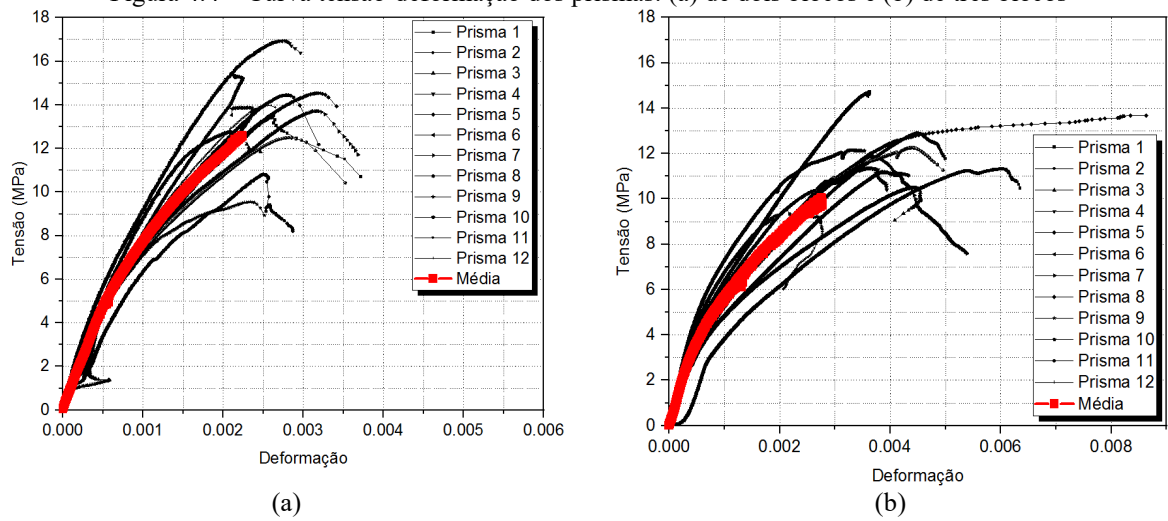 18
16
14
12
10
8
6
4
2
0
Tensão (MPa)
0.000 0.001 0.002 0.003 0.004 0.005 0.006
Deformação
Prisma 1
Prisma 2
Prisma 3
Prisma 4
Prisma 5
Prisma 6
Prisma 7
Prisma 8
Prisma 9
Prisma 10
Prisma 11
Prisma 12
Média
(a)
18
16
14
12
10
8
6
4
2
0
Tensão (MPa)
0.000 0.002 0.004 0.006 0.008
Deformação
Prisma 1
Prisma 2
Prisma 3
Prisma 4
Prisma 5
Prisma 6
Prisma 7
Prisma 8
Prisma 9
Prisma 10
Prisma 11
Prisma 12
Média
(b)